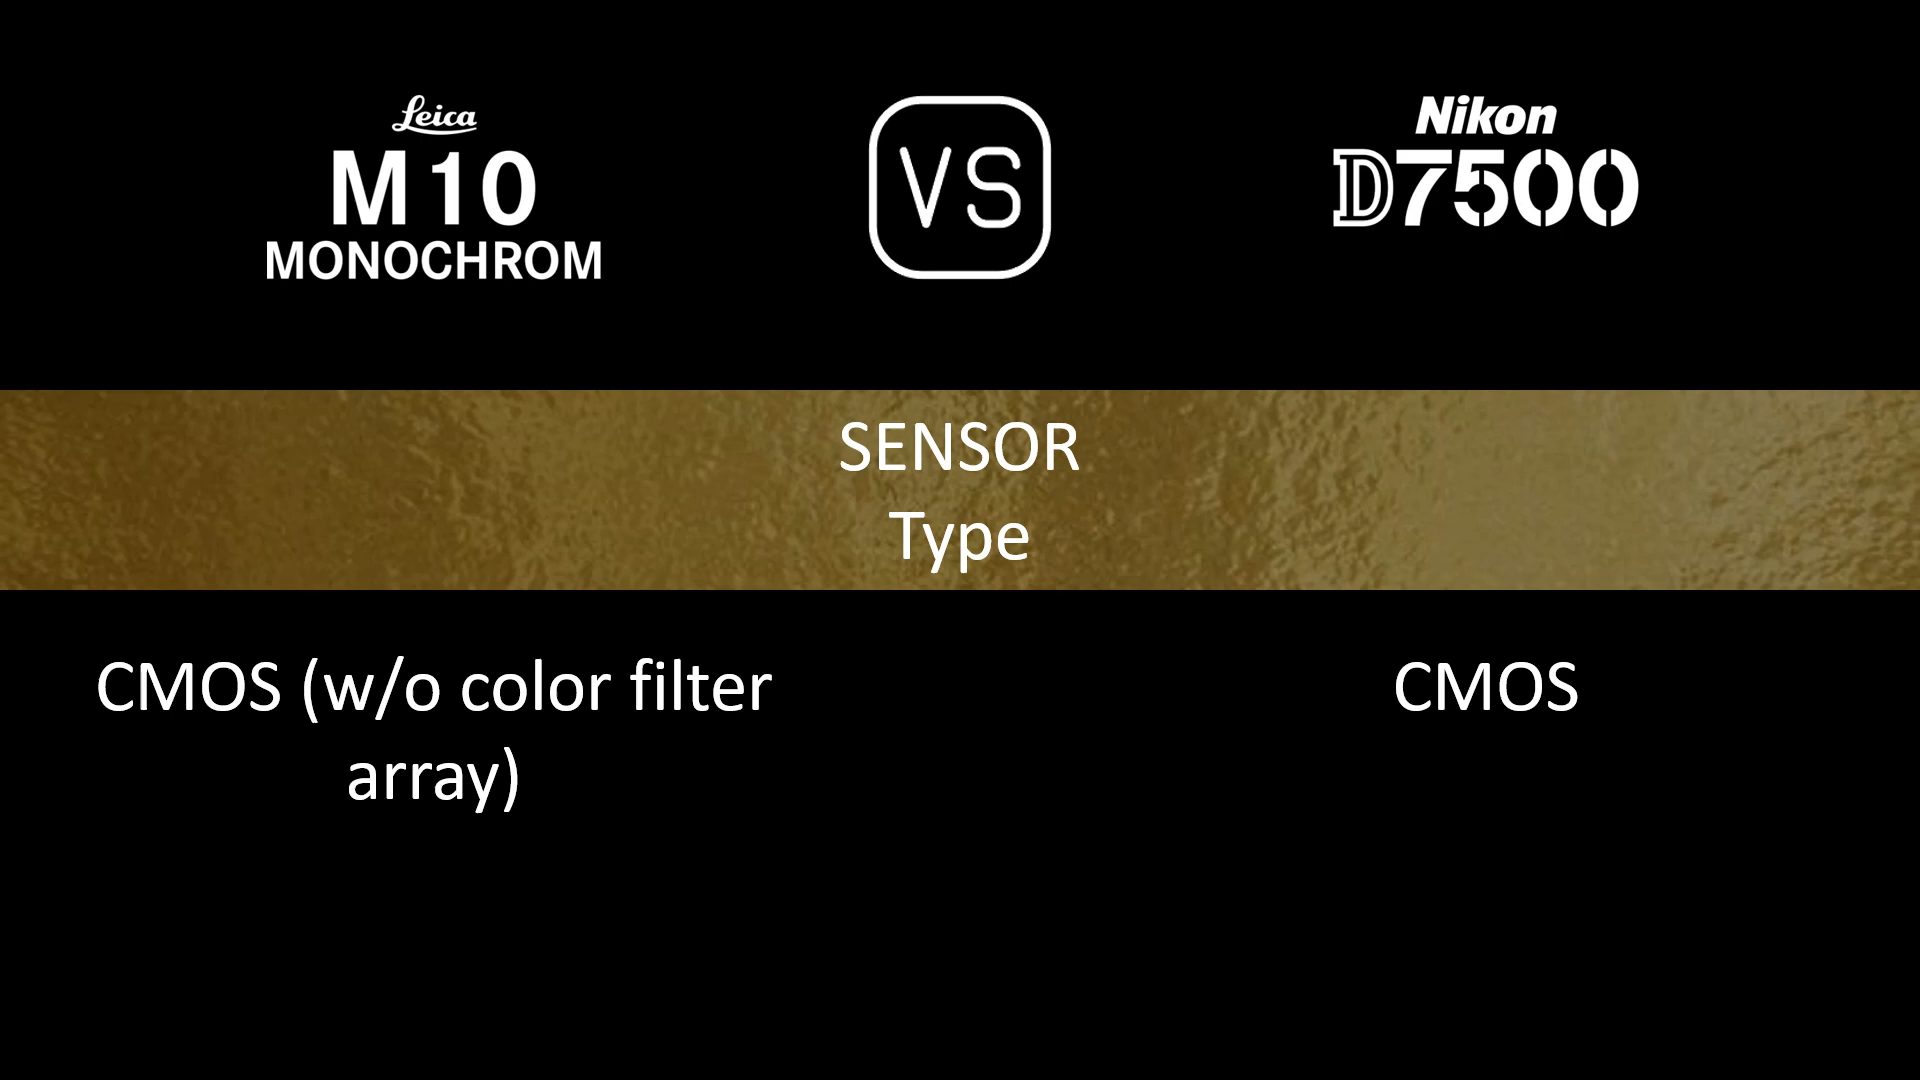 Leica
M10
MONOCHROM
VS
Nikon
D7500
SENSOR
Type
CMOS (w/o color filter
array)
CMOS